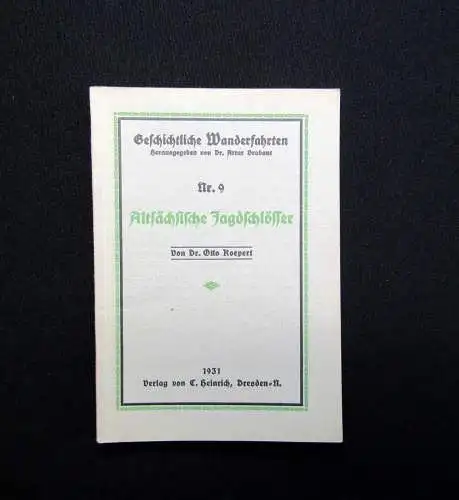 Geschichtliche Wanderfahrten
Herausgegeben von Dr. Artur Brabant
Nr. 9
Altsächsische Jagdschlösser
Von Dr. Otto Koepert
1931
Verlag von C. Heinrich, Dresden-N.